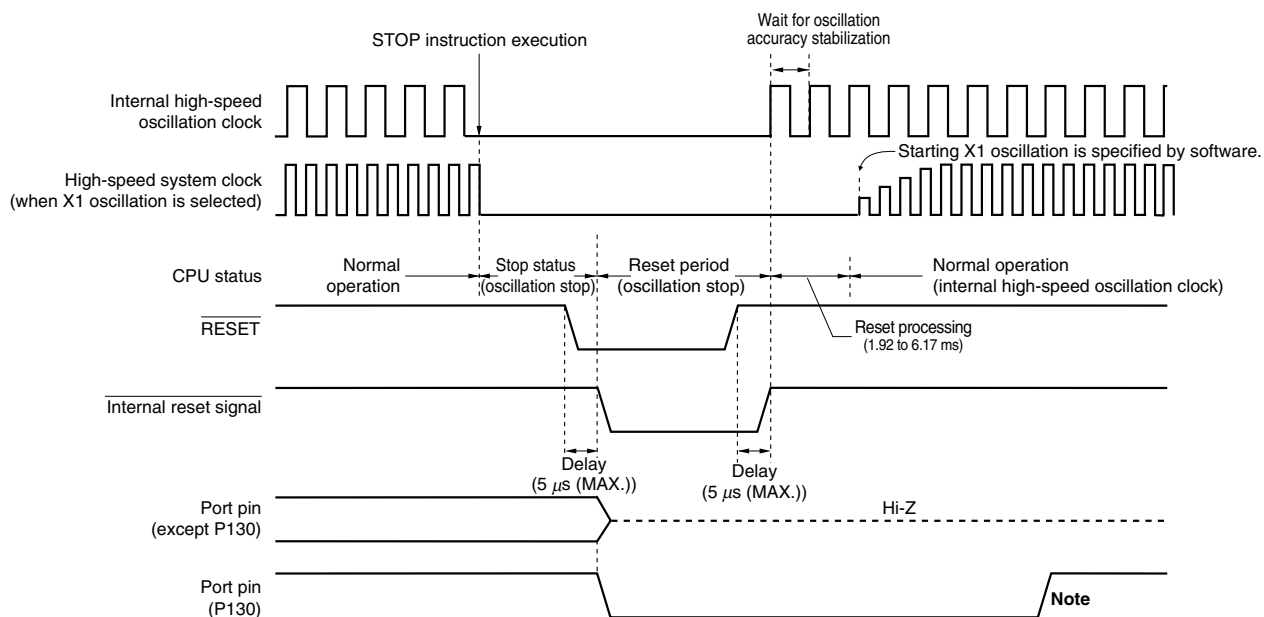 Wait for oscillation
accuracy stabilization
STOP instruction execution
Internal high-speed
oscillation clock
Starting X1 oscillation is specified by software.
High-speed system clock
(when X1 oscillation is selected)
CPU status
Normal
operation
Stop status
(oscillation stop)
Reset period
(oscillation stop)
Normal operation
(internal high-speed oscillation clock)
RESET
Reset processing
(1.92 to 6.17 ms)
Internal reset signal
Delay
(5 μs (MAX.))
Delay
(5 μs (MAX.))
Port pin
(except P130)
Hi-Z
Port pin
(P130)
Note